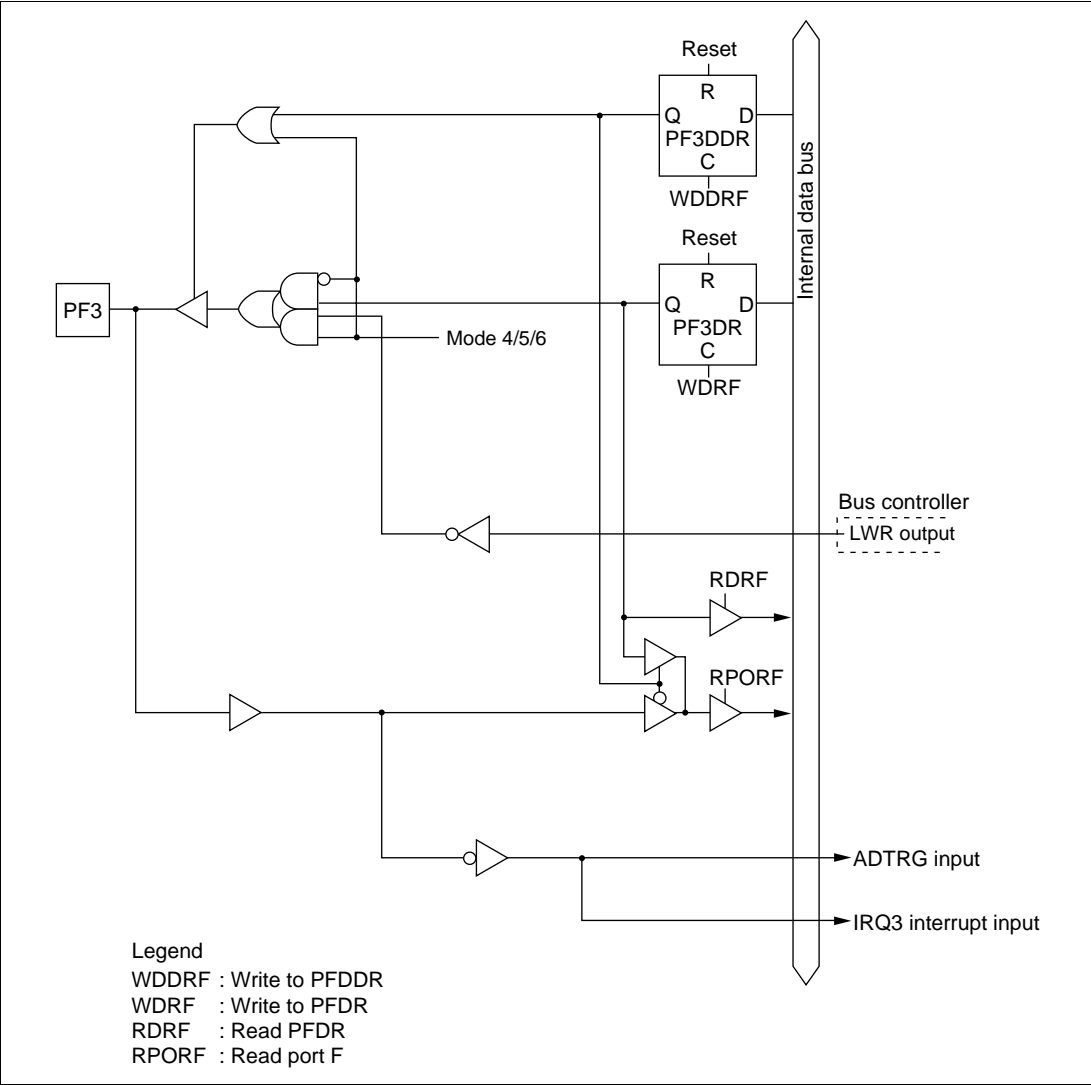 Reset
R
Q D
PF3DDR
C
WDDRF
Internal data bus
Reset
R
Q D
PF3DR
C
WDRF
PF3
Mode 4/5/6
Bus controller
LWR output
RDRF
RPORF
ADTRG input
IRQ3 interrupt input
Legend
WDDRF : Write to PFDDR
WDRF : Write to PFDR
RDRF : Read PFDR
RPORF : Read port F